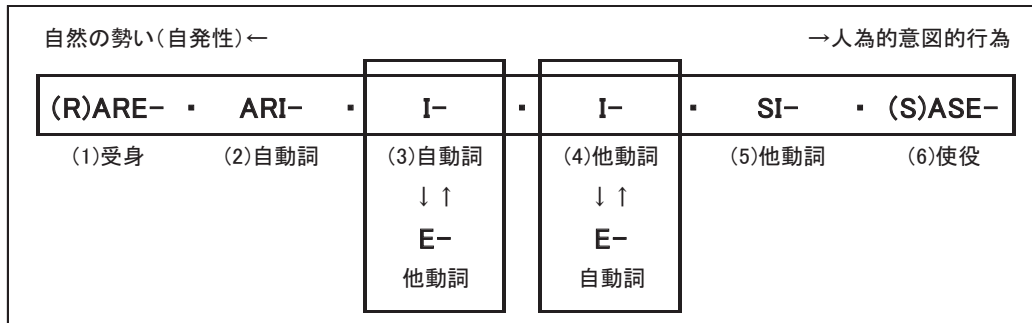 自然の勢い(自発性)← →人為的意図的行為
(R)ARE− ・ ARI− ・ I− ・ I− ・ SI− ・ (S)ASE−
(1)受身 (2)自動詞 (3)自動詞 (4)他動詞 (5)他動詞 (6)使役
↓↑ ↓↑
E− E−
他動詞 自動詞